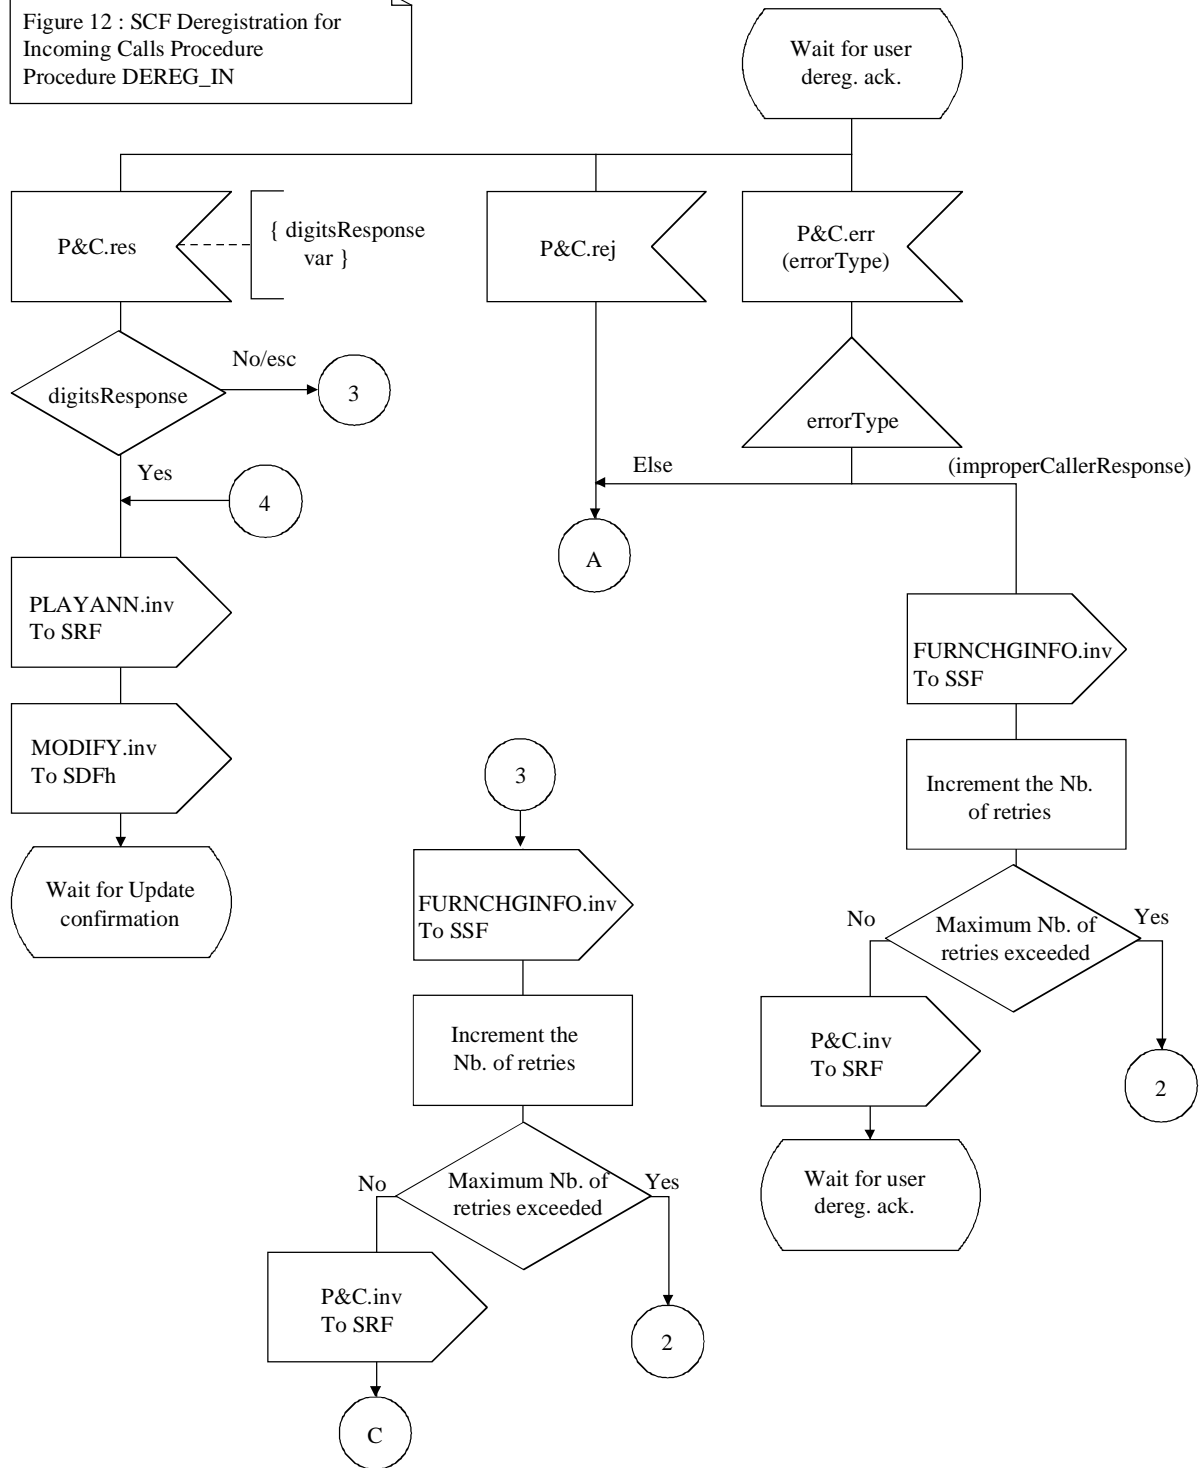 Figure 12 : SCF Deregistration for
Incoming Calls Procedure
Procedure DEREG_IN
Wait for user
dereg. ack.
P&C.res
{ digitsResponse
var }
P&C.rej
P&C.err
(errorType)
digitsResponse
No/esc
3
errorType
Yes
4
Else
(improperCallerResponse)
A
PLAYANN.inv
To SRF
FURNCHGINFO.inv
To SSF
MODIFY.inv
To SDFh
3
Increment the Nb.
of retries
Wait for Update
confirmation
FURNCHGINFO.inv
To SSF
No
Maximum Nb. of
retries exceeded
Yes
Increment the
Nb. of retries
P&C.inv
To SRF
2
No
Maximum Nb. of
retries exceeded
Yes
Wait for user
dereg. ack.
P&C.inv
To SRF
2
C